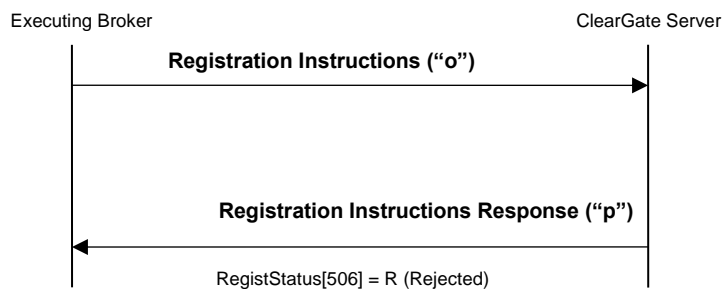 Executing Broker
ClearGate Server
Registration Instructions (“o”)
Registration Instructions Response (“p”)
RegistStatus[506] = R (Rejected)